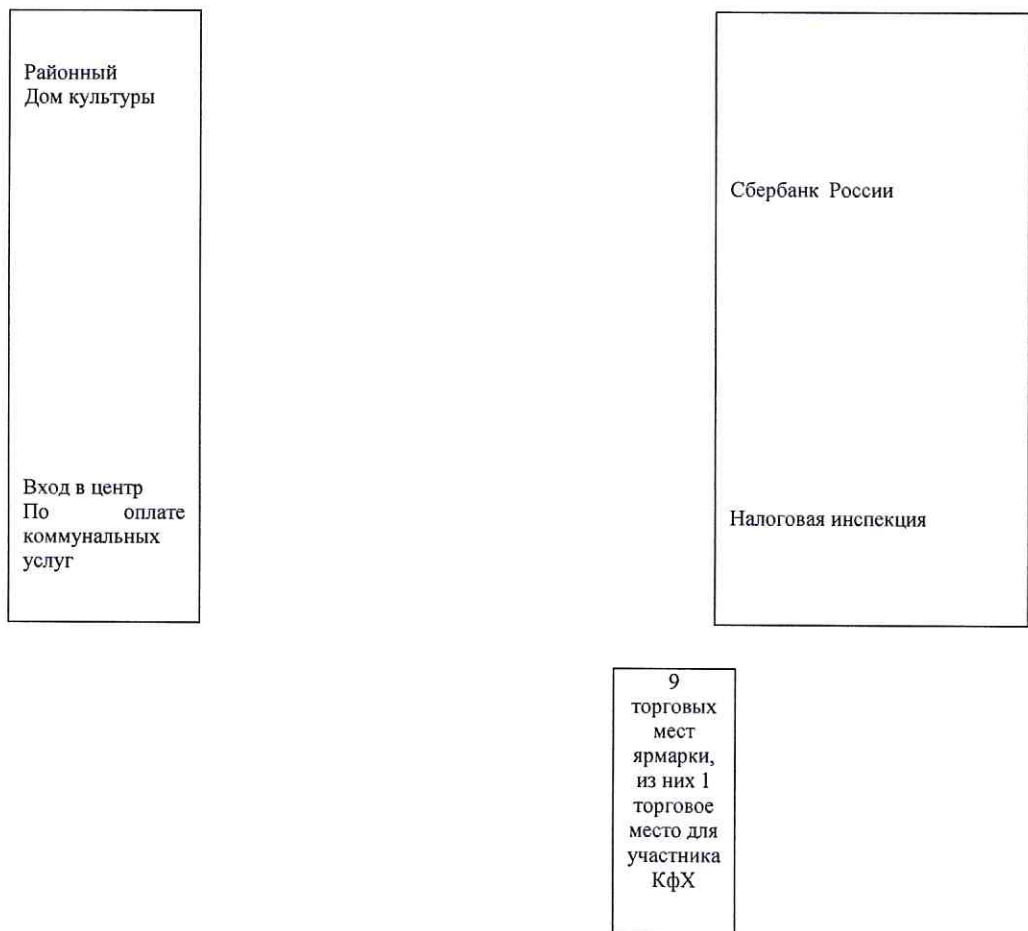 Районный
Дом культуры
Сбербанк России
Вход в центр
По оплате
коммунальных
услуг
Налоговая инспекция
9
торговых
мест
ярмарки,
из них 1
торговое
место для
участника
КфХ